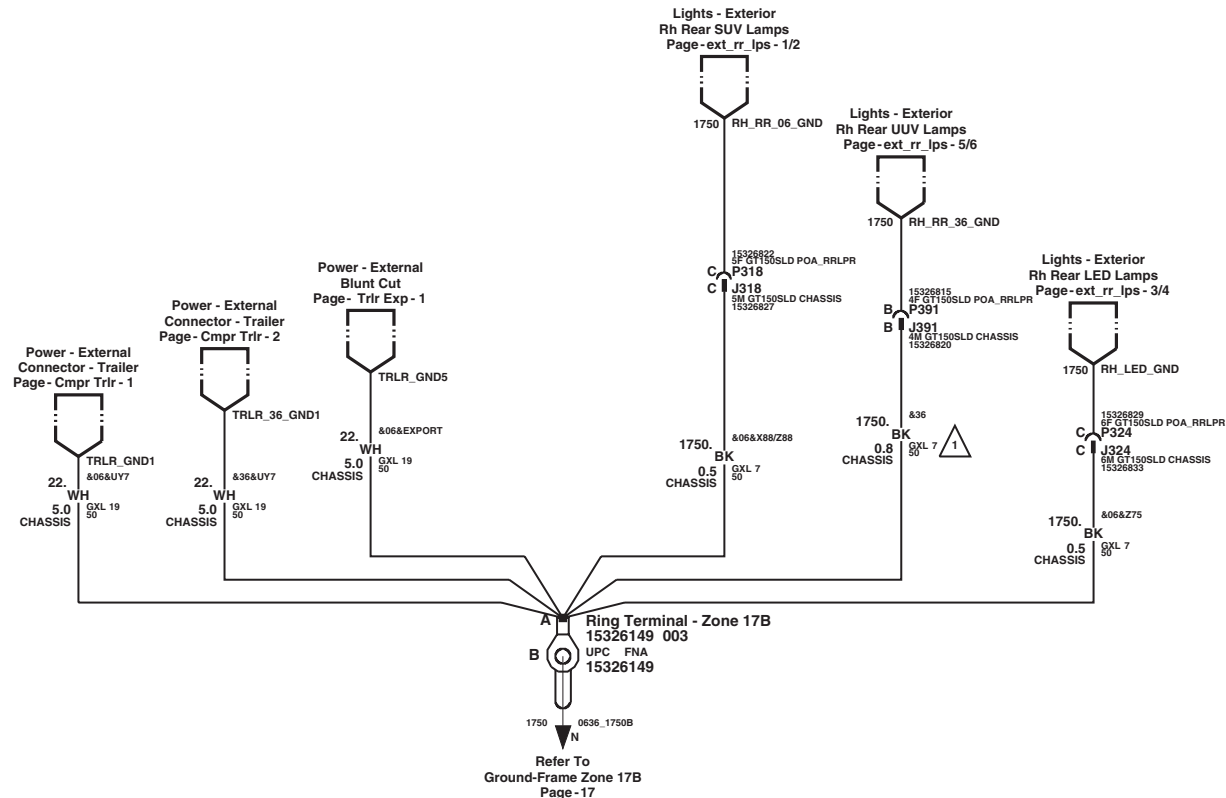 Lights - Exterior
Rh Rear SUV Lamps
Page-ext_rr_lps - 1/2
1750 RH_RR_06_GND
15326822
5F GT150SLD POA_RRLPR
C P318
C J318
5M GT150SLD CHASSIS
15326827
1750. &06&X88/Z88
BK
0.5 GXL 7
CHASSIS 50
Lights - Exterior
Rh Rear UUV Lamps
Page-ext_rr_lps - 5/6
1750 RH_RR_36_GND
15326815
4F GT150SLD POA_RRLPR
B P391
B J391
4M GT150SLD CHASSIS
15326820
1750. &36
BK
0.8 GXL 7
CHASSIS 50
1
Lights - Exterior
Rh Rear LED Lamps
Page-ext_rr_lps - 3/4
1750 RH_LED_GND
15326829
6F GT150SLD POA_RRLPR
C P324
C J324
6M GT150SLD CHASSIS
15326833
1750. &06&Z75
BK
0.5 GXL 7
CHASSIS 50
Power - External
Blunt Cut
Page- Trlr Exp - 1
TRLR_GND5
22. &06&EXPORT
WH
5.0 GXL 19
CHASSIS 50
Power - External
Connector - Trailer
Page- Cmpr Trlr - 2
TRLR_36_GND1
22. &36&UY7
WH
5.0 GXL 19
CHASSIS 50
Power - External
Connector - Trailer
Page-Cmpr Trlr - 1
TRLR_GND1
22. &06&UY7
WH
5.0 GXL 19
CHASSIS 50
A Ring Terminal - Zone 17B
15326149 003
B UPC FNA
15326149
1750 0636_1750B
N
Refer To
Ground-Frame Zone 17B
Page-17